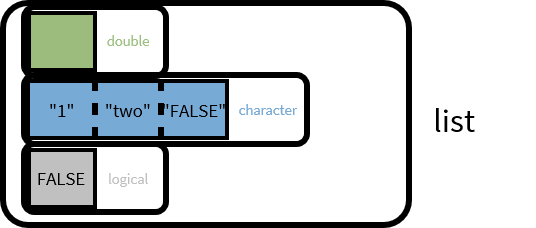 double
"1" "two" "FALSE" character
list
FALSE logical